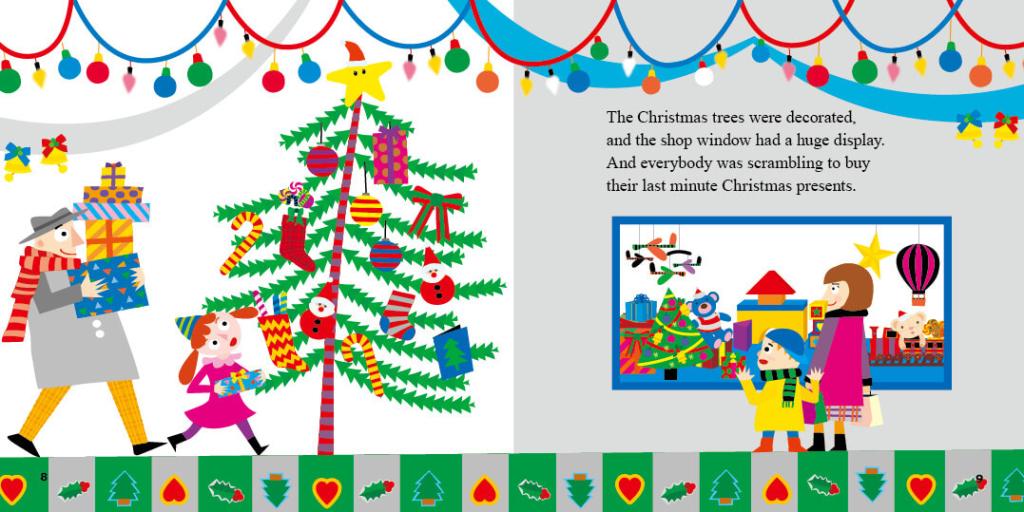 The Christmas trees were decorated,
and the shop window had a huge display.
And everybody was scrambling to buy
their last minute Christmas presents.
8
9